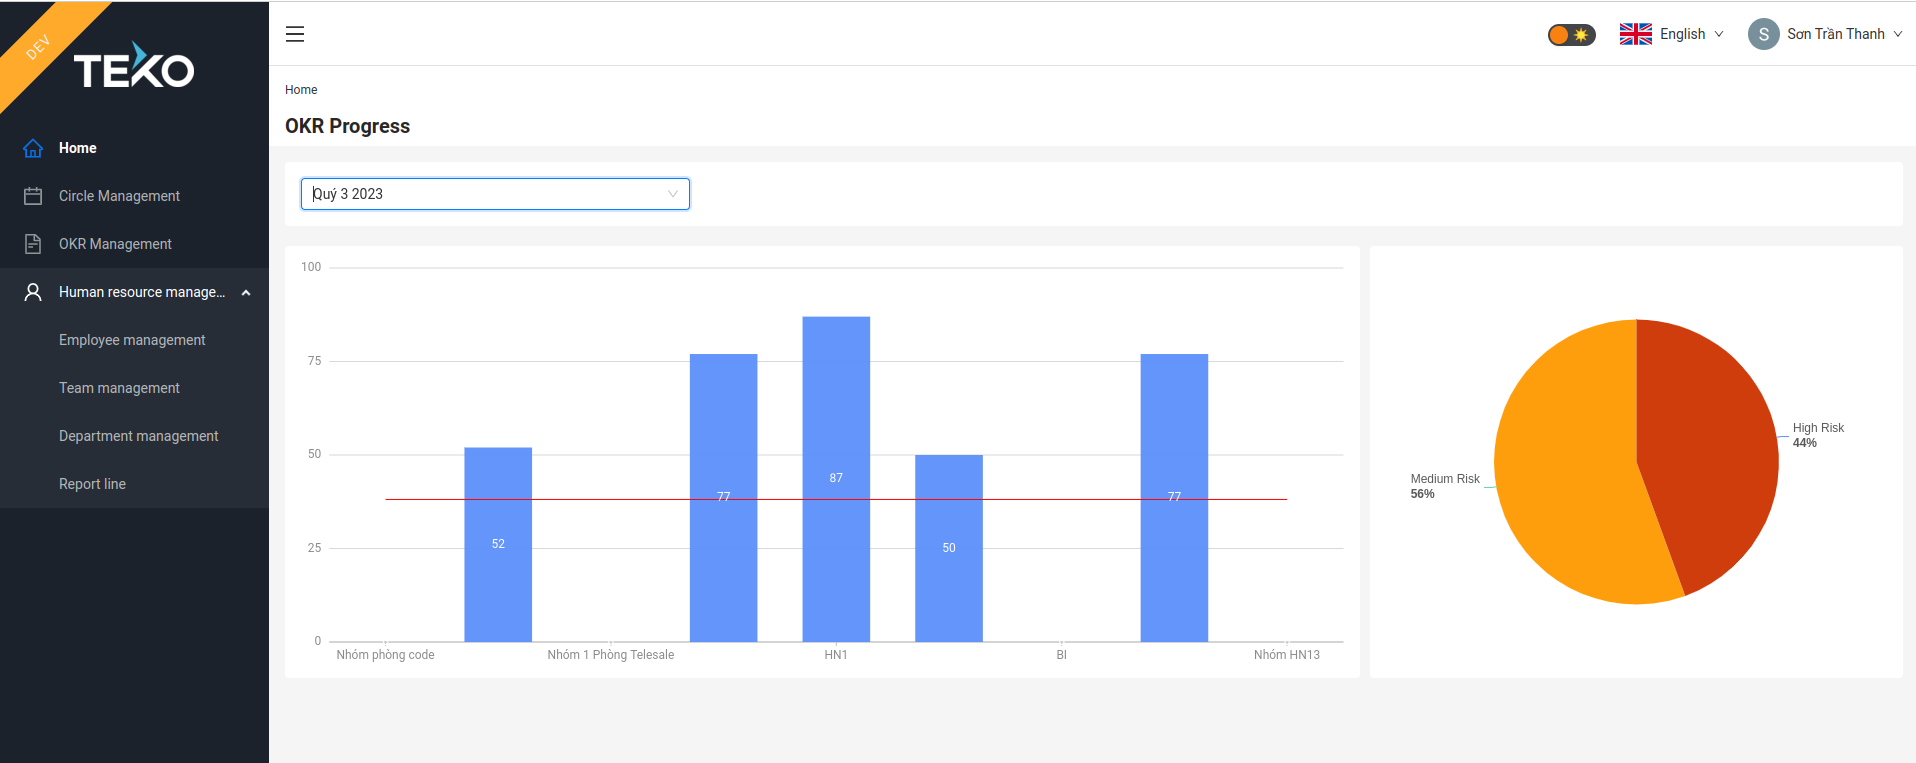 DEV
TEKO
Home
Circle Management
OKR Management
Human resource manage...
Employee management
Team management
Department management
Report line
English
S
Sơn Trần Thanh
Home
OKR Progress
Quý 3 2023
100
75
50
25
0
52
77
87
50
77
Nhóm phòng code
Nhóm 1 Phòng Telesale
HN1
BI
Nhóm HN13
High Risk
44%
Medium Risk
56%